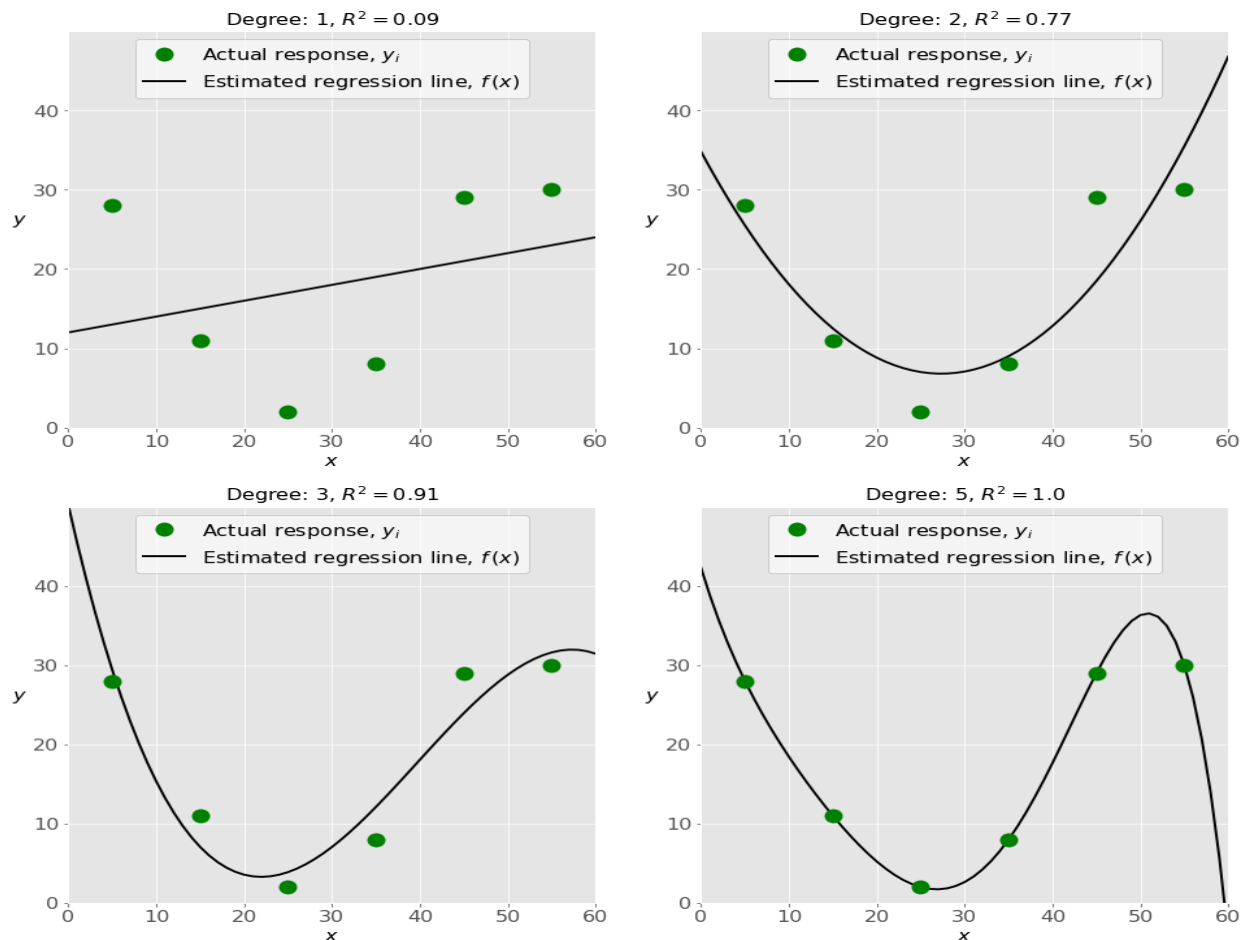 Degree: 1, R² = 0.09
Actual response, yᵢ
Estimated regression line, f(x)
40
30
y
20
10
0
0 10 20 30 40 50 60
x
Degree: 2, R² = 0.77
Actual response, yᵢ
Estimated regression line, f(x)
40
30
y
20
10
0
0 10 20 30 40 50 60
x
Degree: 3, R² = 0.91
Actual response, yᵢ
Estimated regression line, f(x)
40
30
y
20
10
0
0 10 20 30 40 50 60
x
Degree: 5, R² = 1.0
Actual response, yᵢ
Estimated regression line, f(x)
40
30
y
20
10
0
0 10 20 30 40 50 60
x